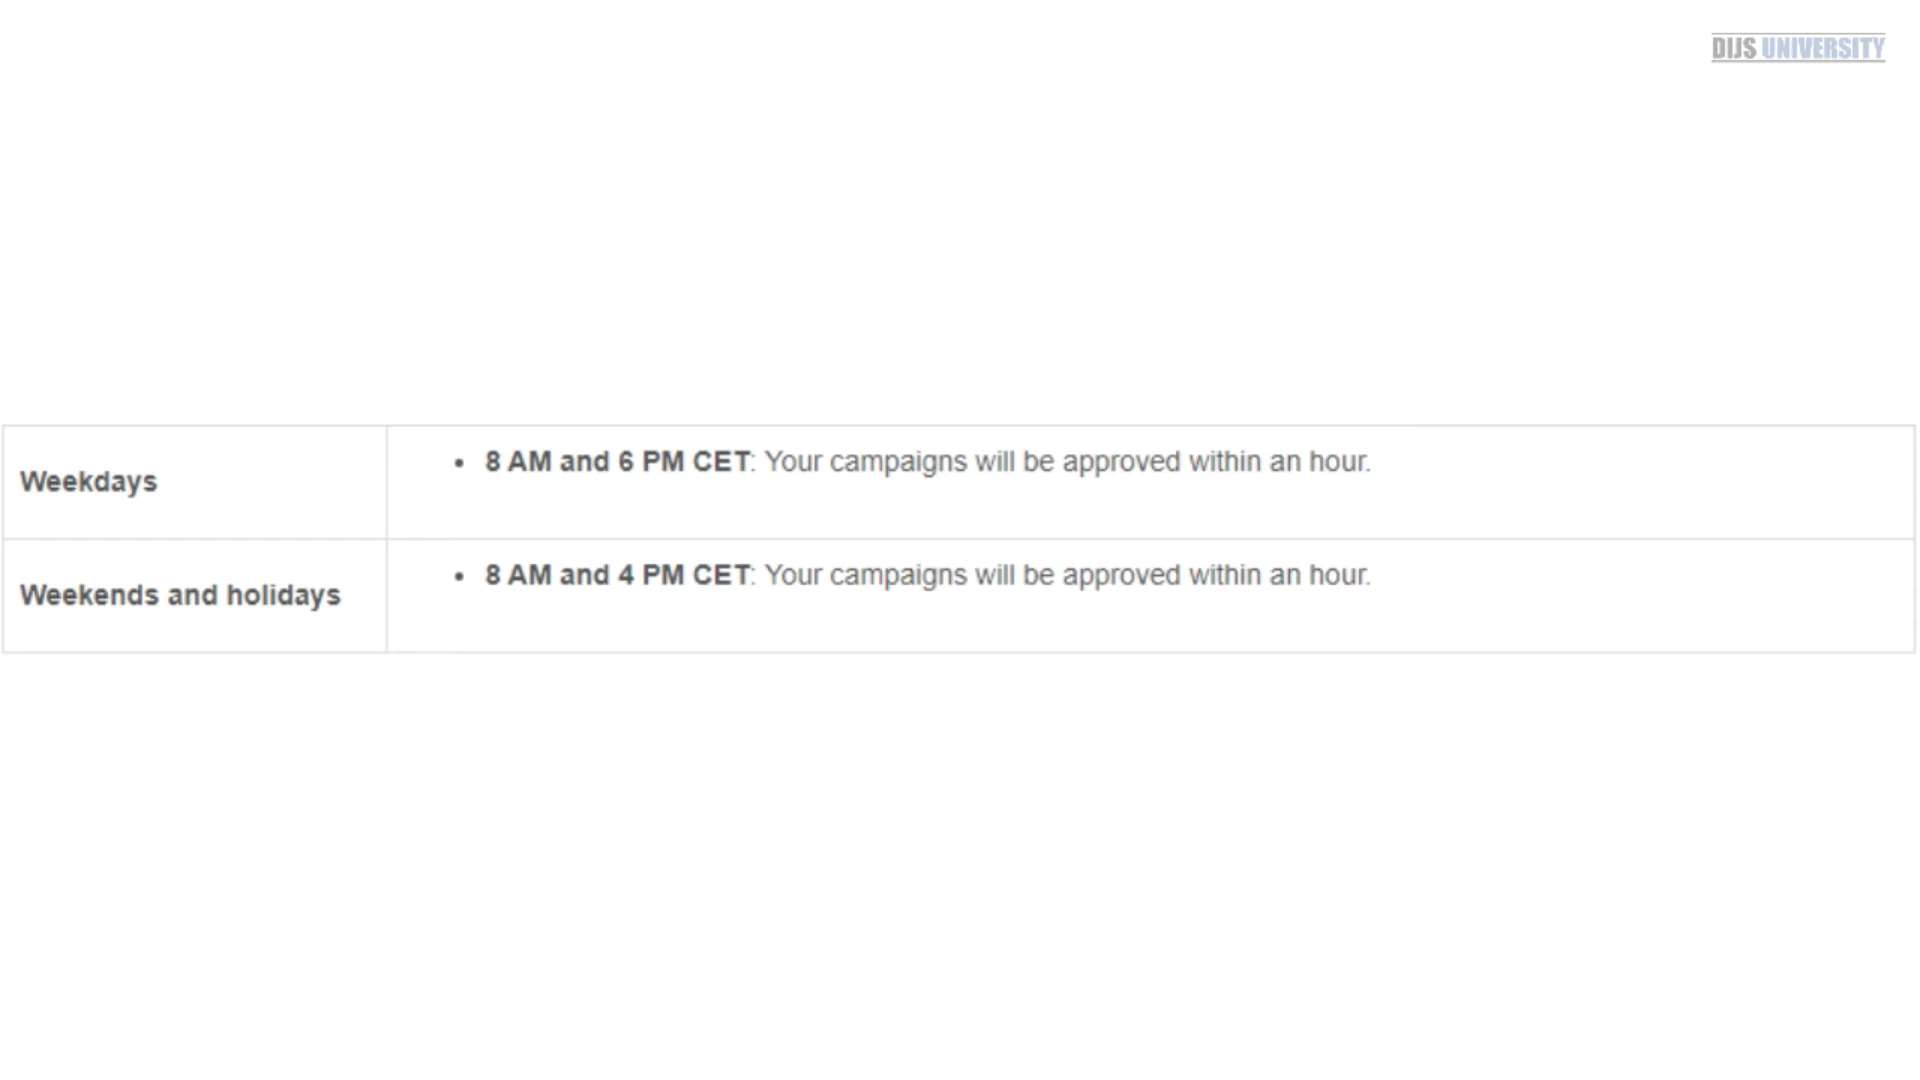 DIJS UNIVERSITY
Weekdays
• 8 AM and 6 PM CET: Your campaigns will be approved within an hour.
Weekends and holidays
• 8 AM and 4 PM CET: Your campaigns will be approved within an hour.